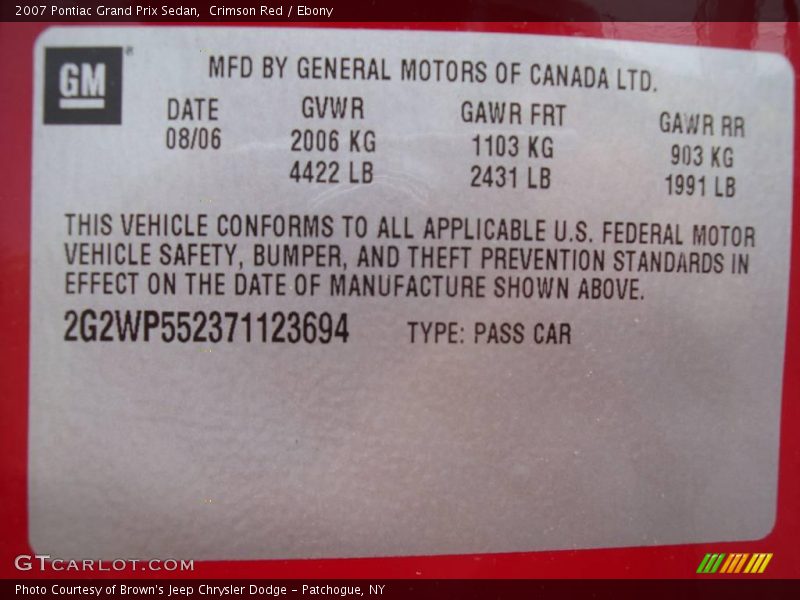 2007 Pontiac Grand Prix Sedan,  Crimson Red / Ebony
GM®
MFD BY GENERAL MOTORS OF CANADA LTD.
DATE GVWR GAWR FRT GAWR RR
08/06 2006 KG 1103 KG 903 KG
4422 LB 2431 LB 1991 LB
THIS VEHICLE CONFORMS TO ALL APPLICABLE U.S. FEDERAL MOTOR
VEHICLE SAFETY, BUMPER, AND THEFT PREVENTION STANDARDS IN
EFFECT ON THE DATE OF MANUFACTURE SHOWN ABOVE.
2G2WP552371123694 TYPE: PASS CAR
GTCARLOT.COM
Photo Courtesy of Brown's Jeep Chrysler Dodge - Patchogue, NY